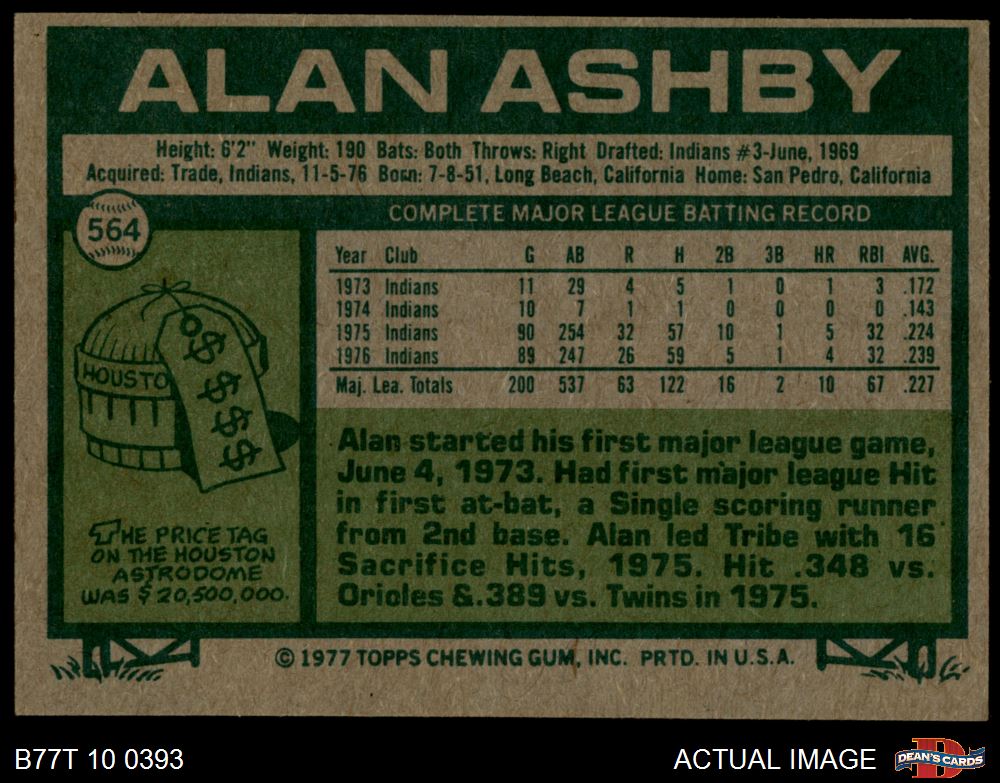 ALAN ASHBY
Height: 6'2" Weight: 190 Bats: Both Throws: Right Drafted: Indians #3-June, 1969
Acquired: Trade, Indians, 11-5-76 Born: 7-8-51, Long Beach, California Home: San Pedro, California
564
COMPLETE MAJOR LEAGUE BATTING RECORD
Year Club G AB R H 2B 3B HR RBI AVG.
1973 Indians 11 29 4 5 1 0 1 3 .172
1974 Indians 10 7 1 1 0 0 0 0 .143
1975 Indians 90 254 32 57 10 1 5 32 .224
1976 Indians 89 247 26 59 5 1 4 32 .239
Maj. Lea. Totals 200 537 63 122 16 2 10 67 .227
HOUSTO
$
$
$
$
$
THE PRICE TAG
ON THE HOUSTON
ASTRODOME
WAS $20,500,000.
Alan started his first major league game,
June 4, 1973. Had first major league Hit
in first at-bat, a Single scoring runner
from 2nd base. Alan led Tribe with 16
Sacrifice Hits, 1975. Hit .348 vs.
Orioles &.389 vs. Twins in 1975.
© 1977 TOPPS CHEWING GUM, INC. PRTD. IN U.S.A.
B77T 10 0393
ACTUAL IMAGE
D
DEAN'S CARDS